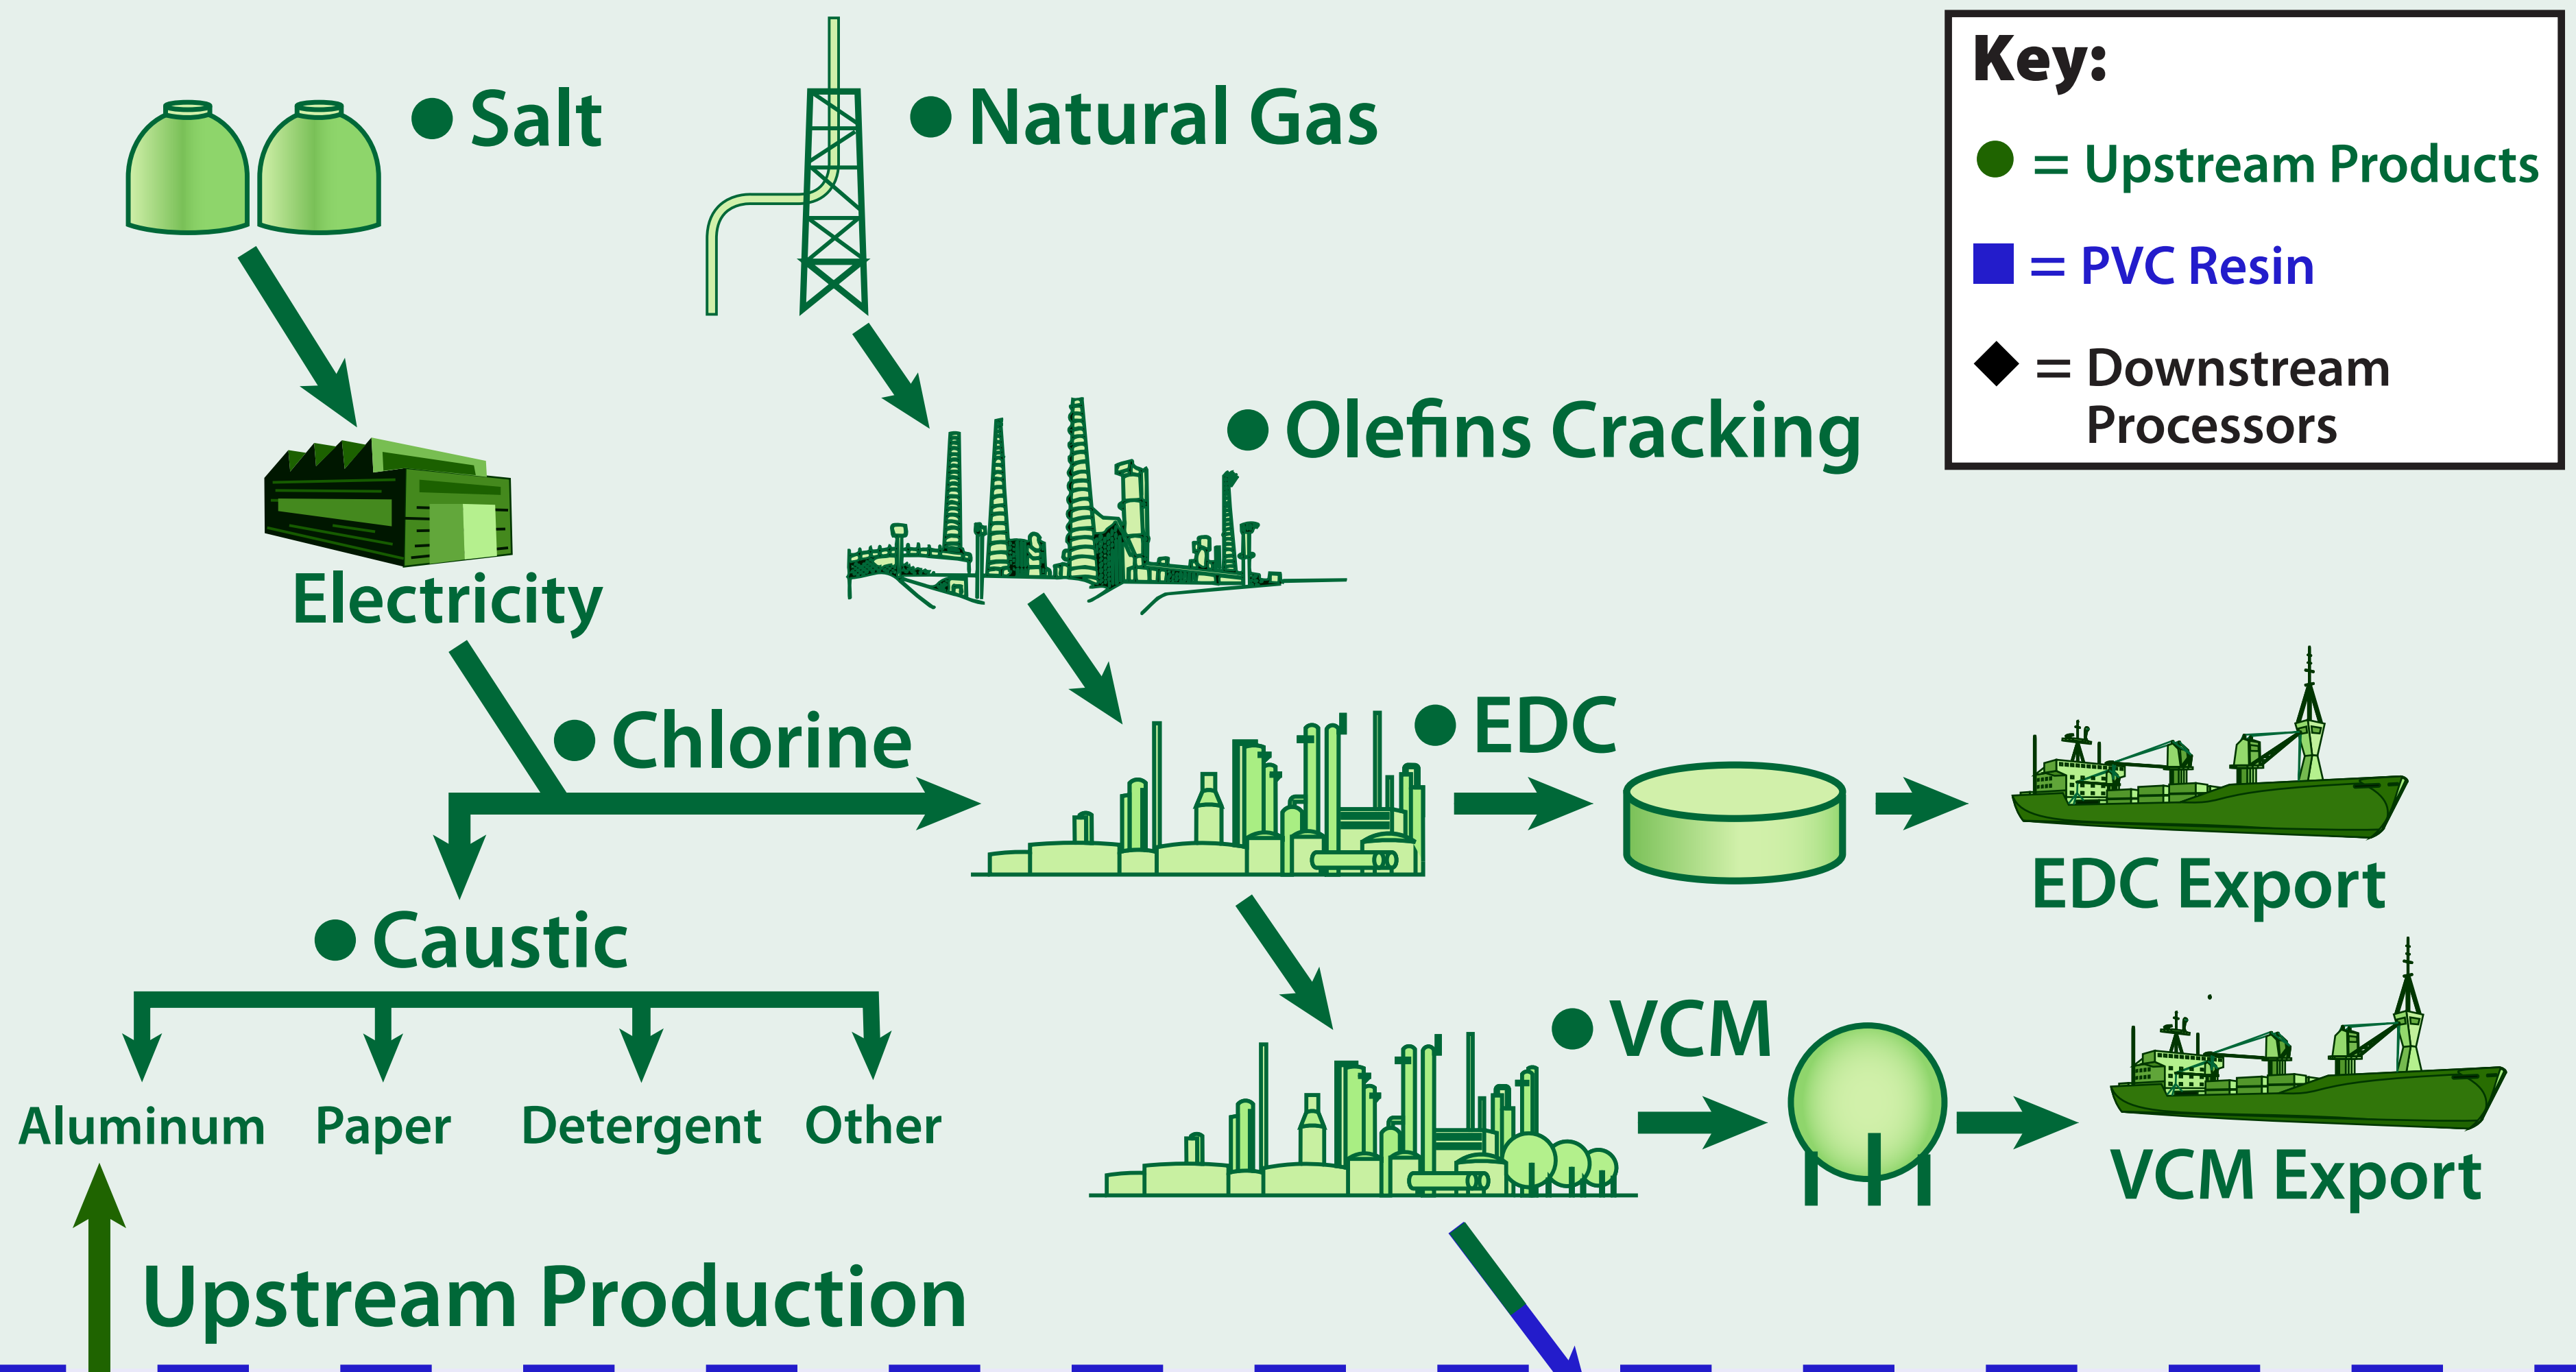 Key:
● = Upstream Products
■ = PVC Resin
◆ = Downstream
Processors
● Salt
● Natural Gas
● Olefins Cracking
Electricity
● Chlorine
● EDC
EDC Export
● Caustic
● VCM
Aluminum Paper Detergent Other
VCM Export
Upstream Production